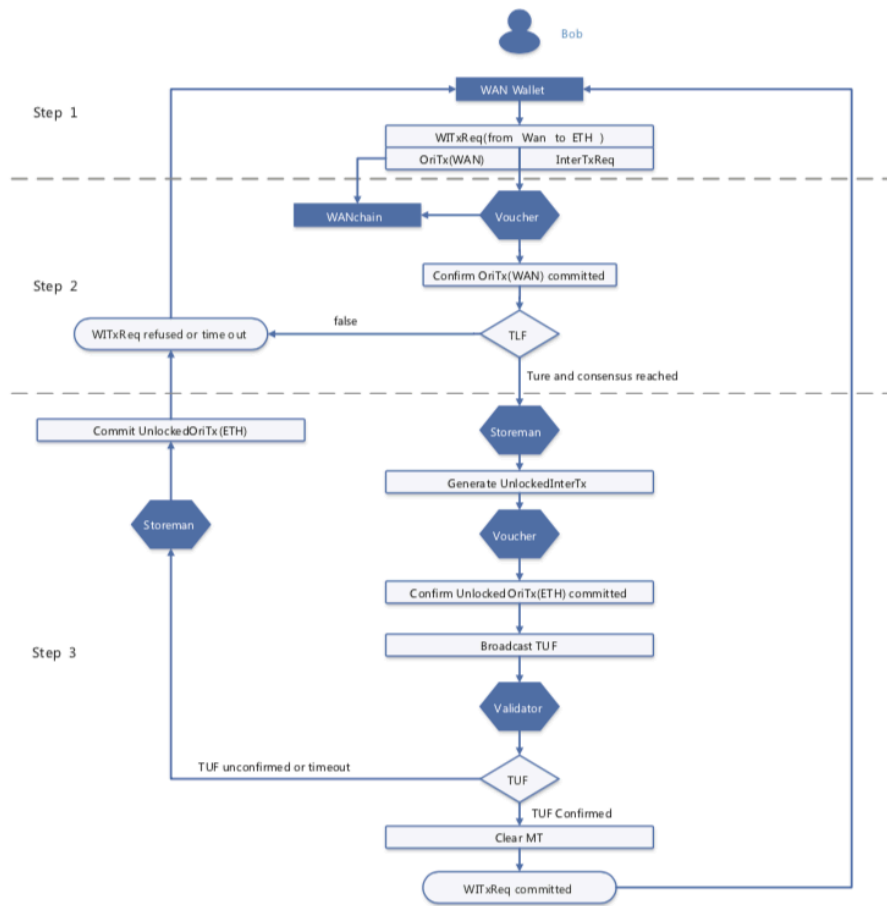 Bob
WAN Wallet
Step 1
WITxReq(from Wan to ETH )
OriTx(WAN) InterTxReq
WANchain Voucher
Confirm OriTx(WAN) committed
Step 2
false
WITxReq refused or time out TLF
Ture and consensus reached
Commit UnlockedOriTx(ETH) Storeman
Generate UnlockedInterTx
Storeman Voucher
Confirm UnlockedOriTx(ETH) committed
Broadcast TUF
Step 3
Validator
TUF unconfirmed or timeout
TUF
TUF Confirmed
Clear MT
WITxReq committed